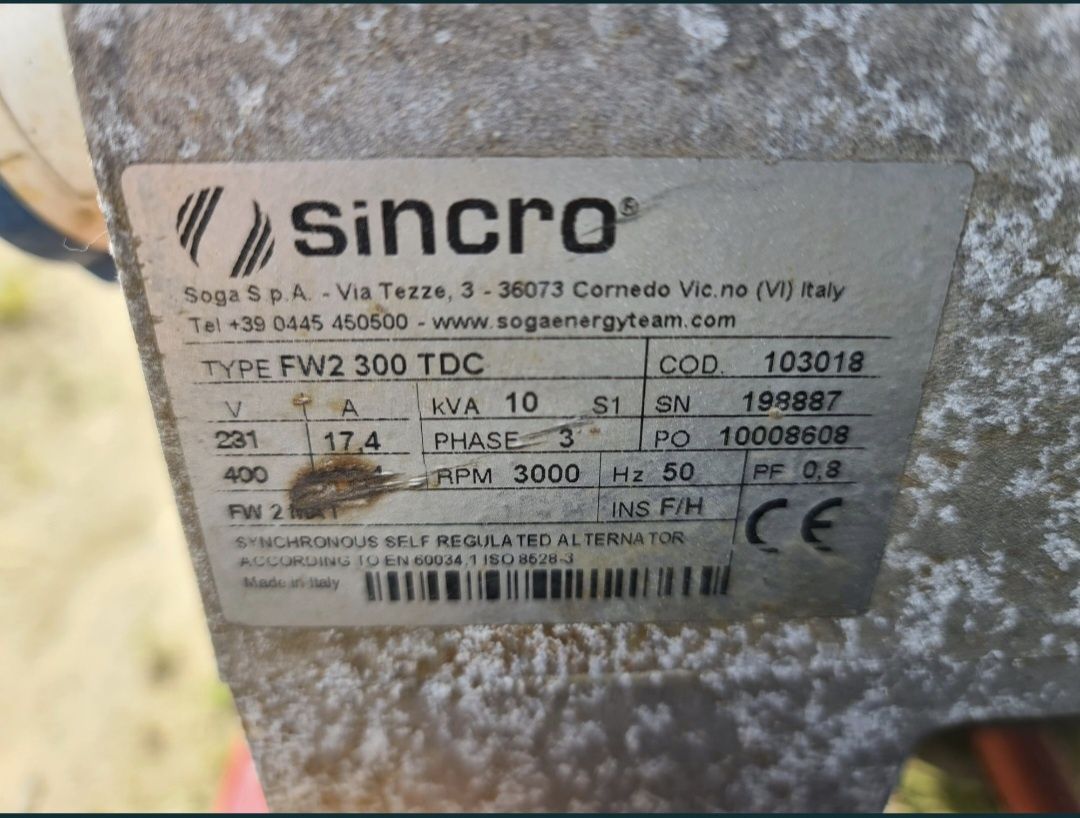 sincro®
Soga S.p.A. - Via Tezze, 3 - 36073 Cornedo Vic.no (VI) Italy
Tel +39 0445 450500 - www.sogaenergyteam.com
TYPE FW2 300 TDC COD. 103018
V A kVA 10 S1 SN 198887
231 17,4 PHASE 3 PO 10008608
400 RPM 3000 Hz 50 PF 0,8
FW 2 INS F/H CE
SYNCHRONOUS SELF REGULATED ALTERNATOR
ACCORDING TO EN 60034.1 ISO 8528-3
Made in Italy